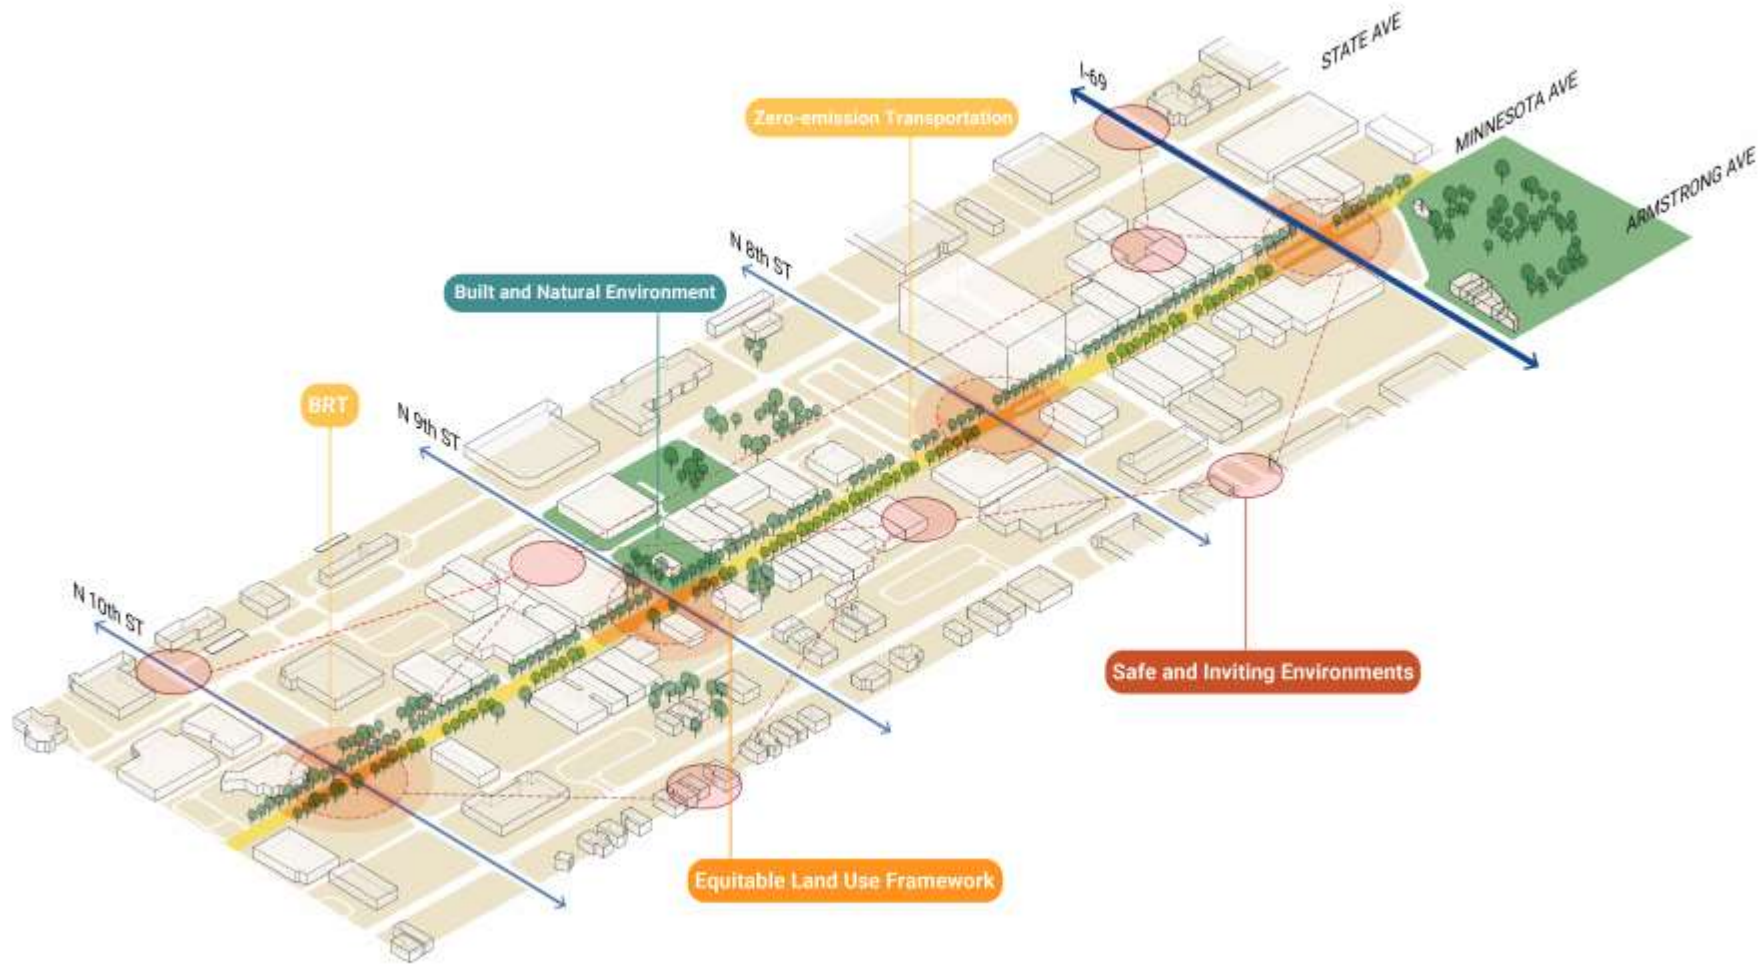 STATE AVE
I-69
MINNESOTA AVE
Zero-emission Transportation
ARMSTRONG AVE
N 8th ST
Built and Natural Environment
BRT
N 9th ST
N 10th ST
Safe and Inviting Environments
Equitable Land Use Framework